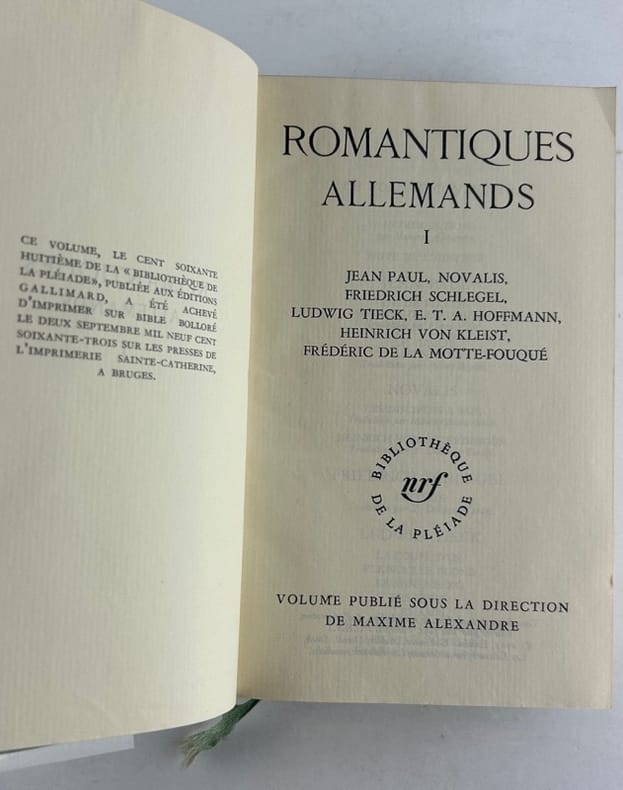 CE VOLUME, LE CENT SOIXANTE
HUITIÈME DE LA « BIBLIOTHÈQUE DE
LA PLÉIADE», PUBLIÉE AUX ÉDITIONS
GALLIMARD, A ÉTÉ ACHEVÉ
D'IMPRIMER SUR BIBLE BOLLORÉ
LE DEUX SEPTEMBRE MIL NEUF CENT
SOIXANTE-TROIS SUR LES PRESSES DE
L'IMPRIMERIE SAINTE-CATHERINE,
A BRUGES.
ROMANTIQUES
ALLEMANDS
I
JEAN PAUL, NOVALIS,
FRIEDRICH SCHLEGEL,
LUDWIG TIECK, E. T. A. HOFFMANN,
HEINRICH VON KLEIST,
FRÉDÉRIC DE LA MOTTE-FOUQUÉ
BIBLIOTHÈQUE
nrf
DE LA PLÉIADE
VOLUME PUBLIÉ SOUS LA DIRECTION
DE MAXIME ALEXANDRE